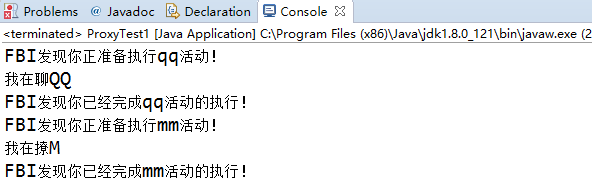 Problems @ Javadoc Declaration Console
<terminated> ProxyTest1 [Java Application] C:\Program Files (x86)\Java\jdk1.8.0_121\bin\javaw.exe (2
FBI发现你正准备执行qq活动!
我在聊QQ
FBI发现你已经完成qq活动的执行!
FBI发现你正准备执行mm活动!
我在撩M
FBI发现你已经完成mm活动的执行!